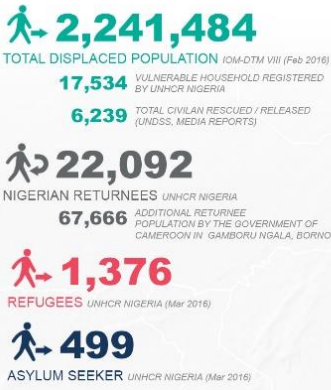 2,241,484
TOTAL DISPLACED POPULATION IOM-DTM VIII (Feb 2016)
17,534 VULNERABLE HOUSEHOLD REGISTERED
BY UNHCR NIGERIA
6,239 TOTAL CIVILAN RESCUED / RELEASED
(UNDSS, MEDIA REPORTS)
22,092
NIGERIAN RETURNEES UNHCR NIGERIA
67,666 ADDITIONAL RETURNEE
POPULATION BY THE GOVERNMENT OF
CAMEROON IN GAMBORU NGALA, BORNO
1,376
REFUGEES UNHCR NIGERIA (Mar 2016)
499
ASYLUM SEEKER UNHCR NIGERIA (Mar 2016)